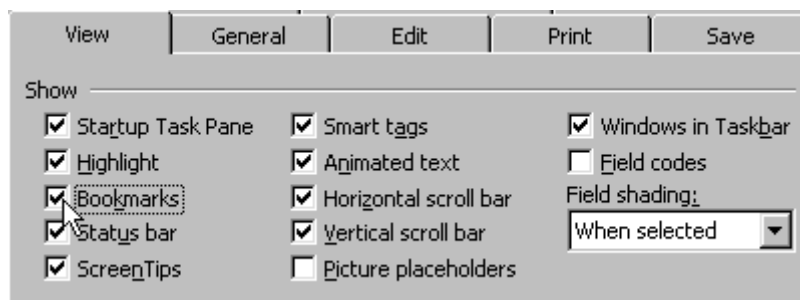 View General Edit Print Save
Show
Startup Task Pane Smart tags Windows in Taskbar
Highlight Animated text Field codes
Bookmarks Horizontal scroll bar Field shading:
Status bar Vertical scroll bar When selected
ScreenTips Picture placeholders